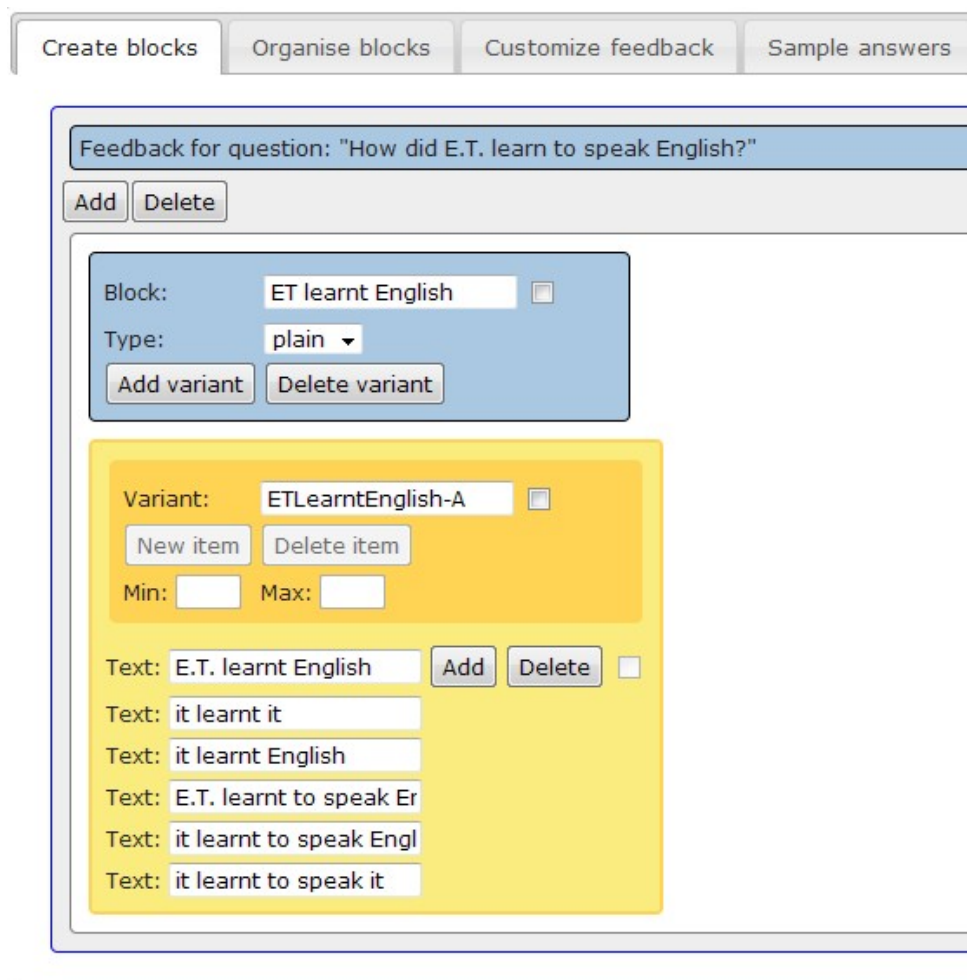 Create blocks Organise blocks Customize feedback Sample answers
Feedback for question: "How did E.T. learn to speak English?"
Add Delete
Block: ET learnt English
Type: plain
Add variant Delete variant
Variant: ETLearntEnglish-A
New item Delete item
Min: Max:
Text: E.T. learnt English Add Delete
Text: it learnt it
Text: it learnt English
Text: E.T. learnt to speak Er
Text: it learnt to speak Engl
Text: it learnt to speak it